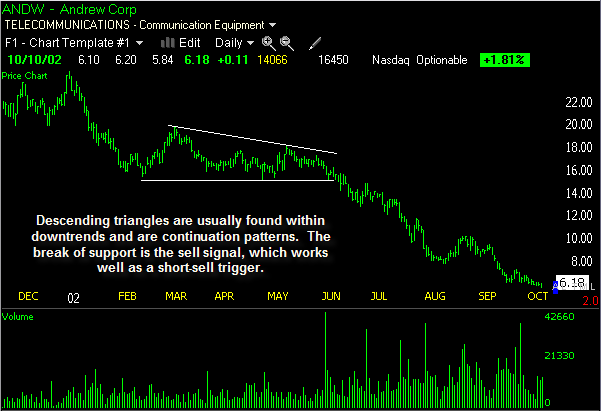 ANDW - Andrew Corp
TELECOMMUNICATIONS - Communication Equipment
F1 - Chart Template #1 Edit Daily
10/10/02 6.10 6.20 5.84 6.18 +0.11 14066 16450 Nasdaq Optionable +1.81%
Price Chart
22.00
20.00
18.00
16.00
14.00
12.00
10.00
8.00
6.18
2.0
Descending triangles are usually found within
downtrends and are continuation patterns. The
break of support is the sell signal, which works
well as a short-sell trigger.
DEC 02 FEB MAR APR MAY JUN JUL AUG SEP OCT
Volume
42660
21330
0